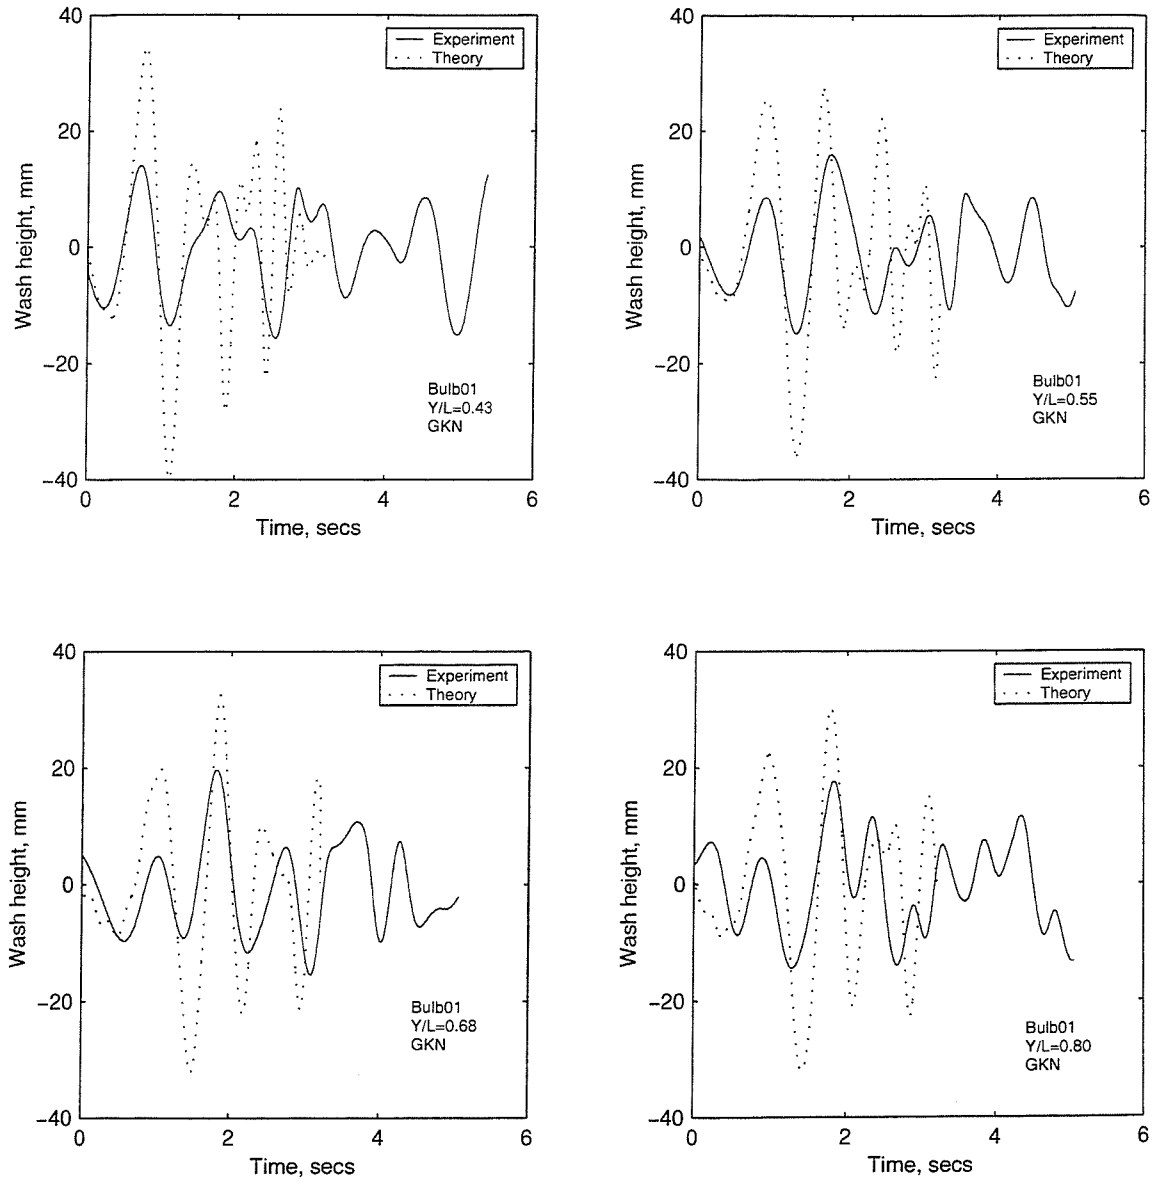 40
20
0
−20
−40
Wash height, mm
Experiment
Theory
Bulb01
Y/L=0.43
GKN
0
2
4
6
Time, secs
40
20
0
−20
−40
Wash height, mm
Experiment
Theory
Bulb01
Y/L=0.55
GKN
0
2
4
6
Time, secs
40
20
0
−20
−40
Wash height, mm
Experiment
Theory
Bulb01
Y/L=0.68
GKN
0
2
4
6
Time, secs
40
20
0
−20
−40
Wash height, mm
Experiment
Theory
Bulb01
Y/L=0.80
GKN
0
2
4
6
Time, secs